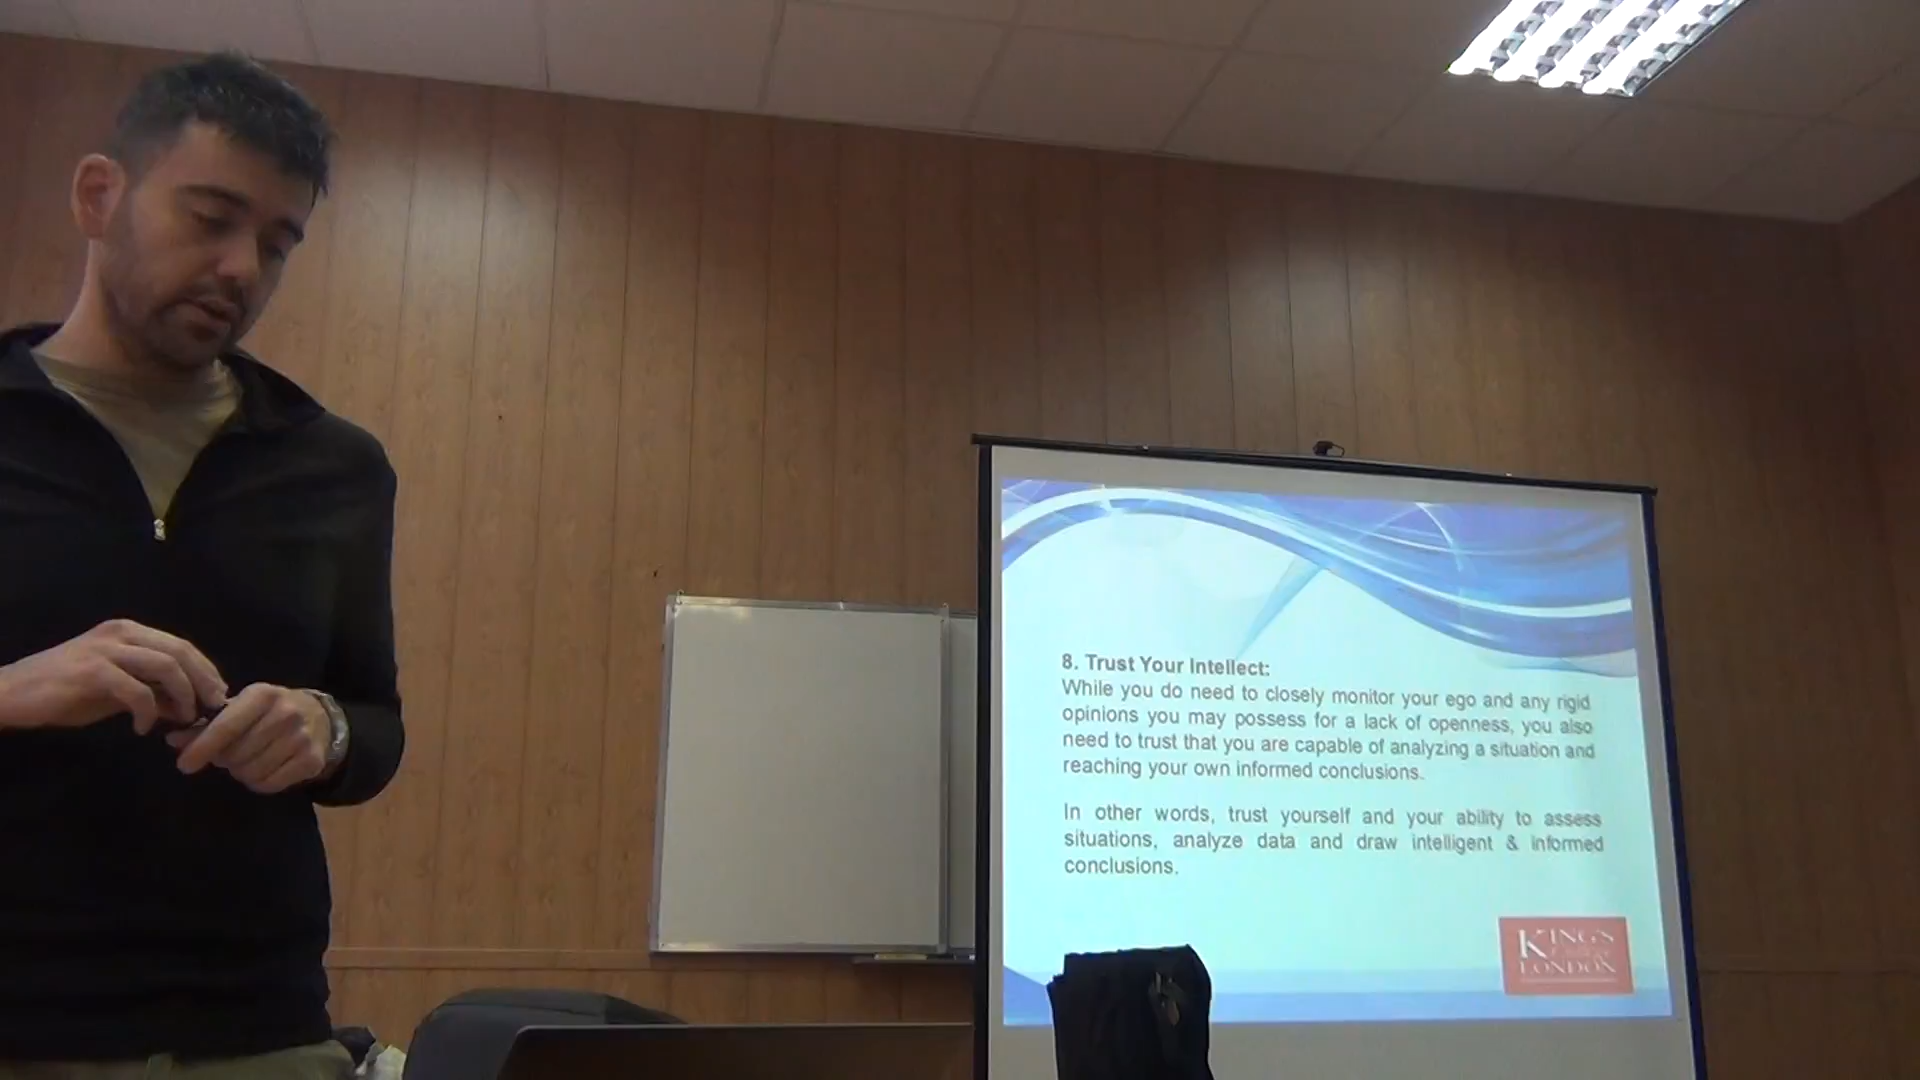 8. Trust Your Intellect:
While you do need to closely monitor your ego and any rigid
opinions you may possess for a lack of openness, you also
need to trust that you are capable of analyzing a situation and
reaching your own informed conclusions.
In other words, trust yourself and your ability to assess
situations, analyze data and draw intelligent & informed
conclusions.
KING'S
LONDON